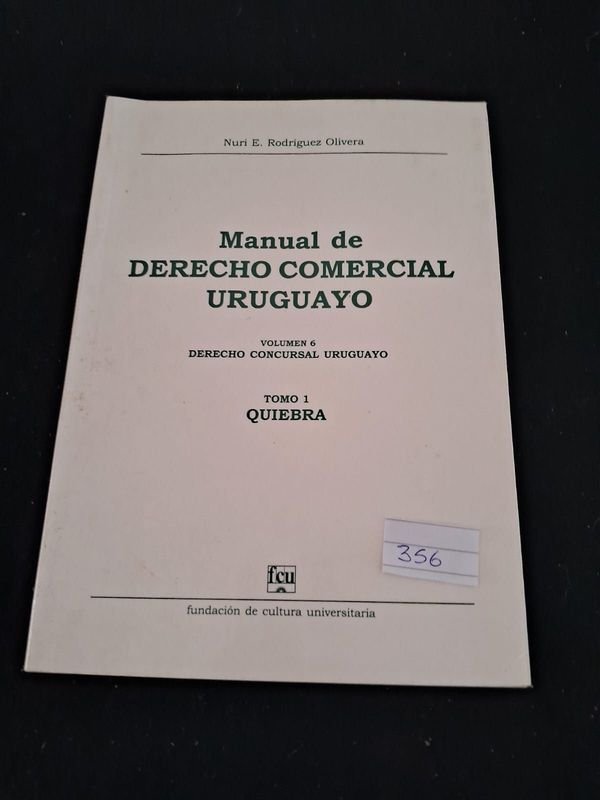 Nuri E. Rodríguez Olivera
Manual de
DERECHO COMERCIAL
URUGUAYO
VOLUMEN 6
DERECHO CONCURSAL URUGUAYO
TOMO 1
QUIEBRA
356
fcu
fundación de cultura universitaria